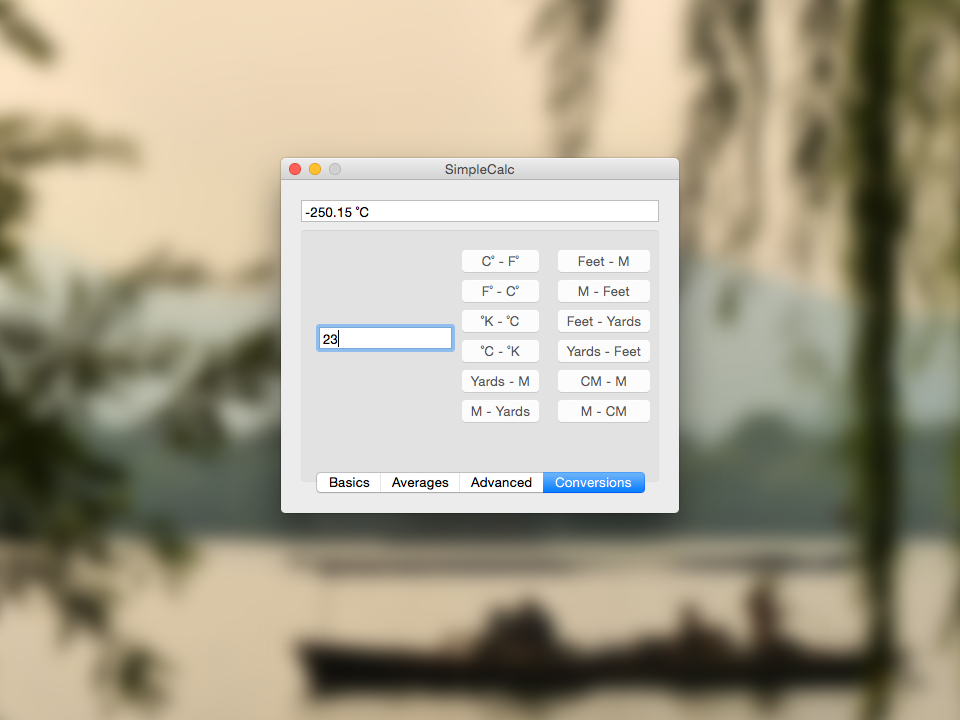 SimpleCalc
-250.15 °C
C° - F°
Feet - M
F° - C°
M - Feet
°K - °C
Feet - Yards
23
°C - °K
Yards - Feet
Yards - M
CM - M
M - Yards
M - CM
Basics
Averages
Advanced
Conversions